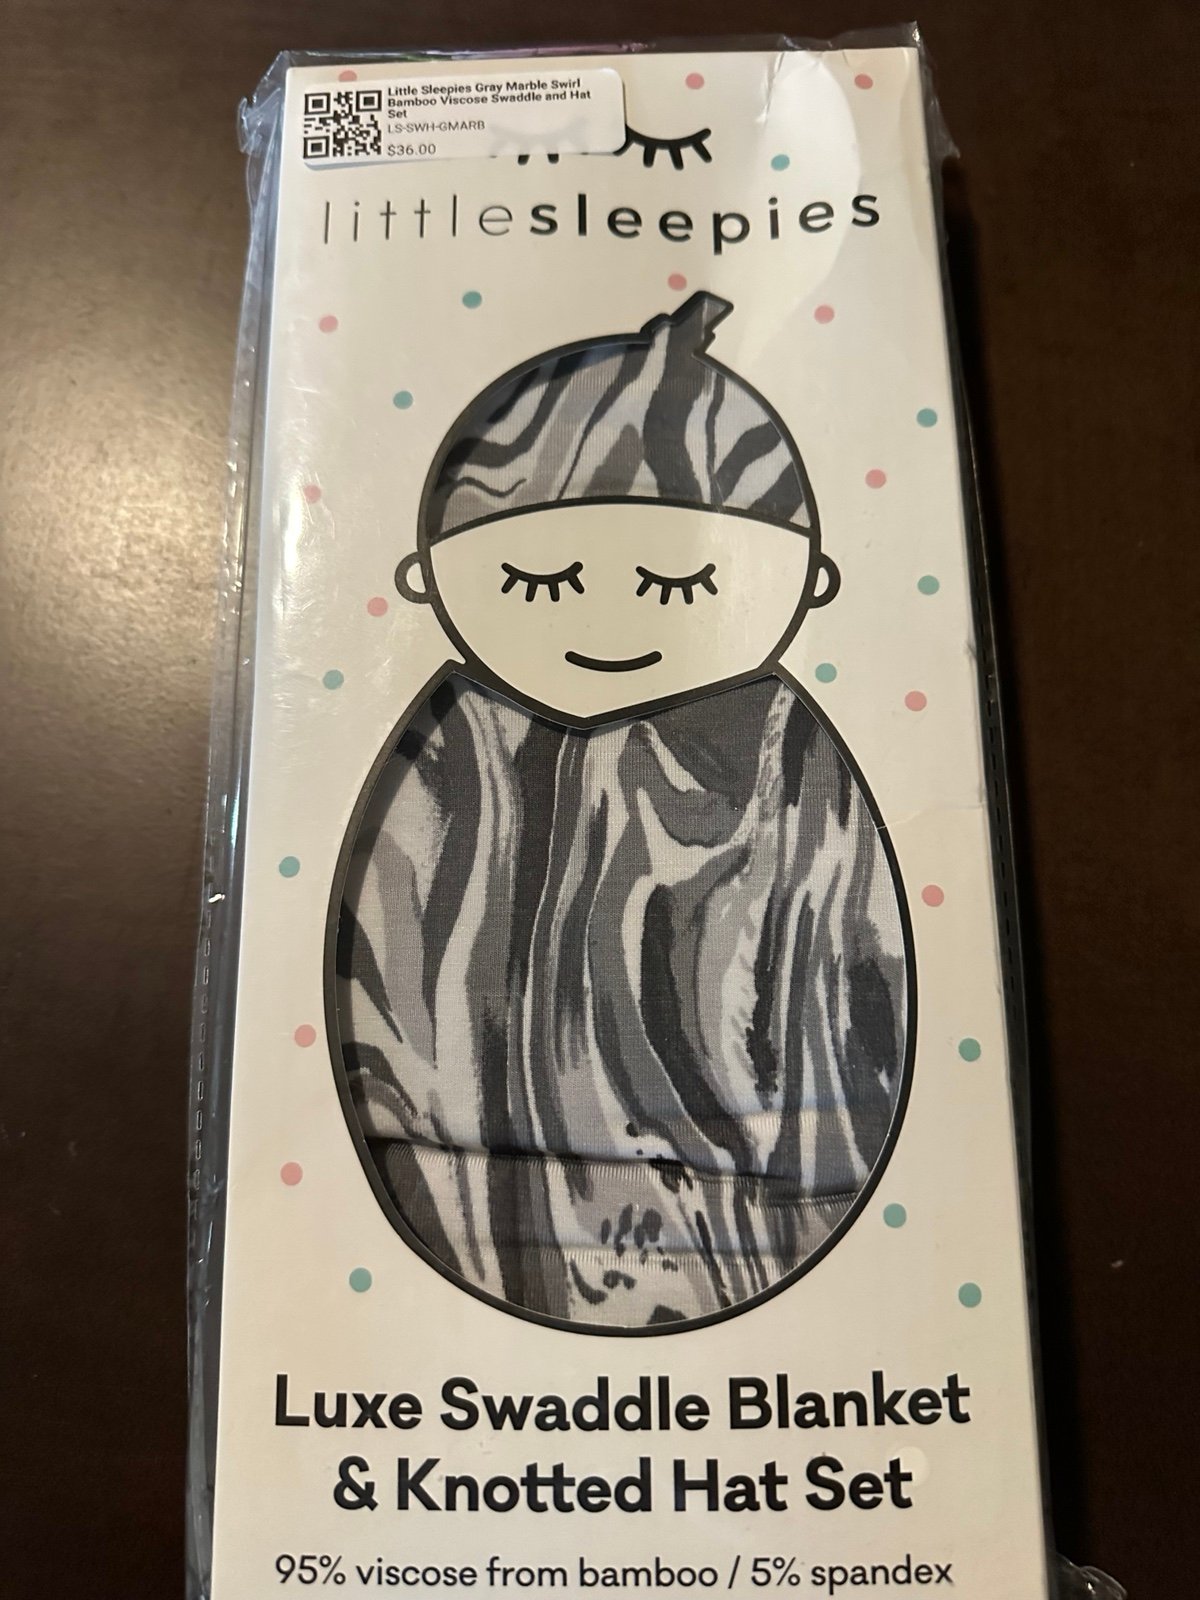 Little Sleepies Gray Marble Swirl
Bamboo Viscose Swaddle and Hat
Set
LS-SWH-GMARB
$36.00
littlesleepies
Luxe Swaddle Blanket
& Knotted Hat Set
95% viscose from bamboo / 5% spandex